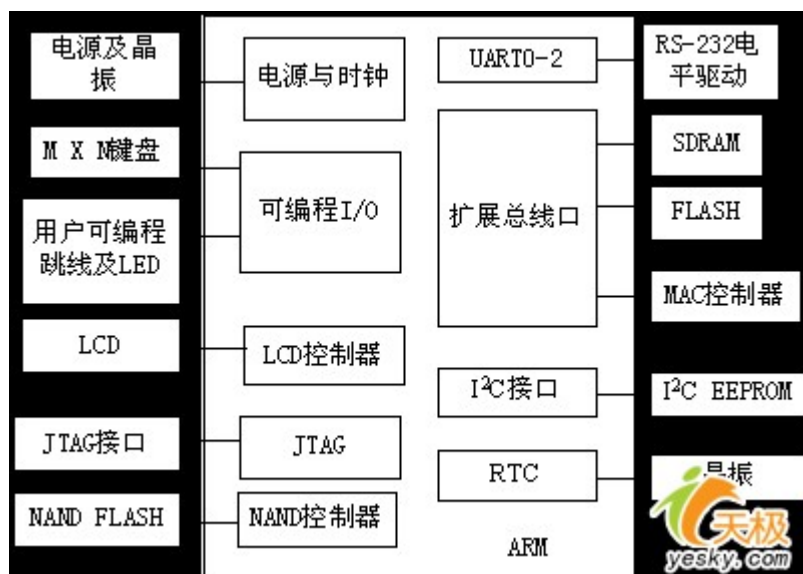 电源及晶
振
M X N键盘
用户可编程
跳线及LED
LCD
JTAG接口
NAND FLASH
电源与时钟
可编程I/O
LCD控制器
JTAG
NAND控制器
UART0-2
扩展总线口
I²C接口
RTC
ARM
RS-232电
平驱动
SDRAM
FLASH
MAC控制器
I²C EEPROM
晶振
天极
yesky.com